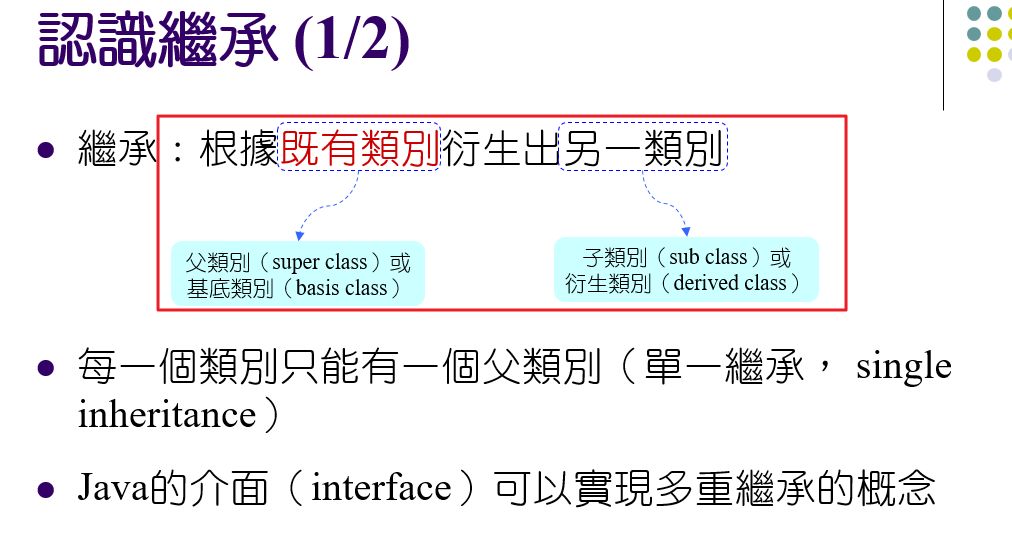 認識繼承 (1/2)
繼承：根據既有類別衍生出另一類別
父類別（super class）或
基底類別（basis class）
子類別（sub class）或
衍生類別（derived class）
每一個類別只能有一個父類別（單一繼承， single
inheritance）
Java的介面（interface）可以實現多重繼承的概念